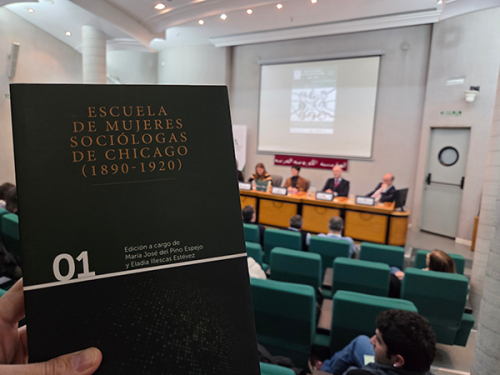 ESCUELA
DE MUJERES
SOCIÓLOGAS
DE CHICAGO
(1890-1920)
Edición a cargo de
María José del Pino Espejo
y Eladia Illescas Estévez
01